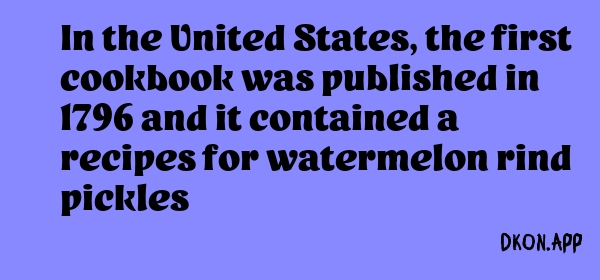 In the United States, the first
cookbook was published in
1796 and it contained a
recipes for watermelon rind
pickles
DKON.APP